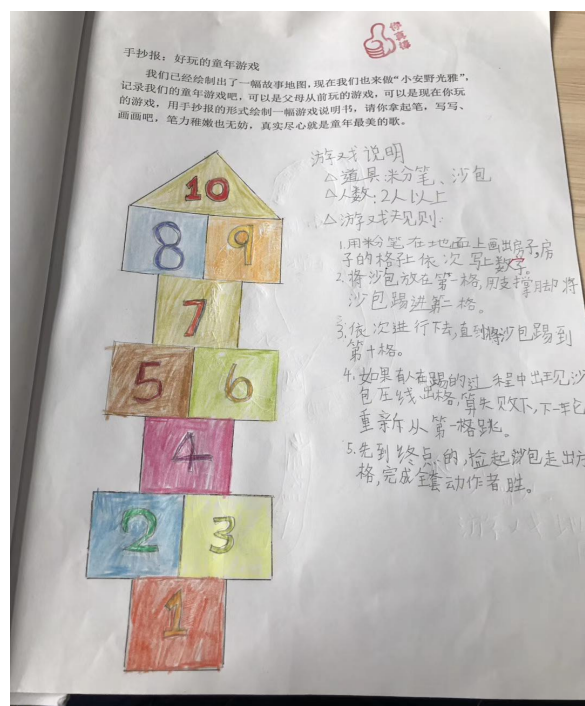 你真棒
手抄报：好玩的童年游戏
我们已经绘制出了一幅故事地图，现在我们也来做“小安野光雅”，
记录我们的童年游戏吧，可以是父母从前玩的游戏，可以是现在你玩
的游戏，用手抄报的形式绘制一幅游戏说明书，请你拿起笔，写写、
画画吧，笔力稚嫩也无妨，真实尽心就是童年最美的歌。
游戏说明
△道具：粉笔、沙包
△人数：2人以上
△游戏规则：
1.用粉笔在地面上画出房子，房
子的格子依次写上数字。
2.将沙包放在第一格，用支撑脚将
沙包踢进第一格。
3.依次进行下去，直到将沙包踢到
第十格。
4.如果有人在踢的过程中出现沙
包压线、出格，算失败下，下一轮
重新从第一格跳。
5.先到终点的，捡起沙包走出方
格，完成全套动作者胜。
10
8 9
7
5 6
4
2 3
1